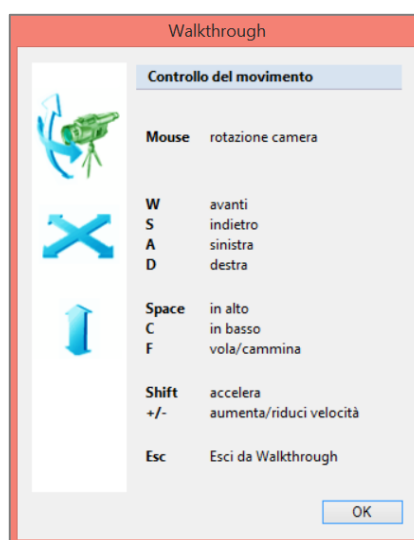 Walkthrough
Controllo del movimento
Mouse rotazione camera
W avanti
S indietro
A sinistra
D destra
Space in alto
C in basso
F vola/cammina
Shift accelera
+/- aumenta/riduci velocità
Esc Esci da Walkthrough
OK